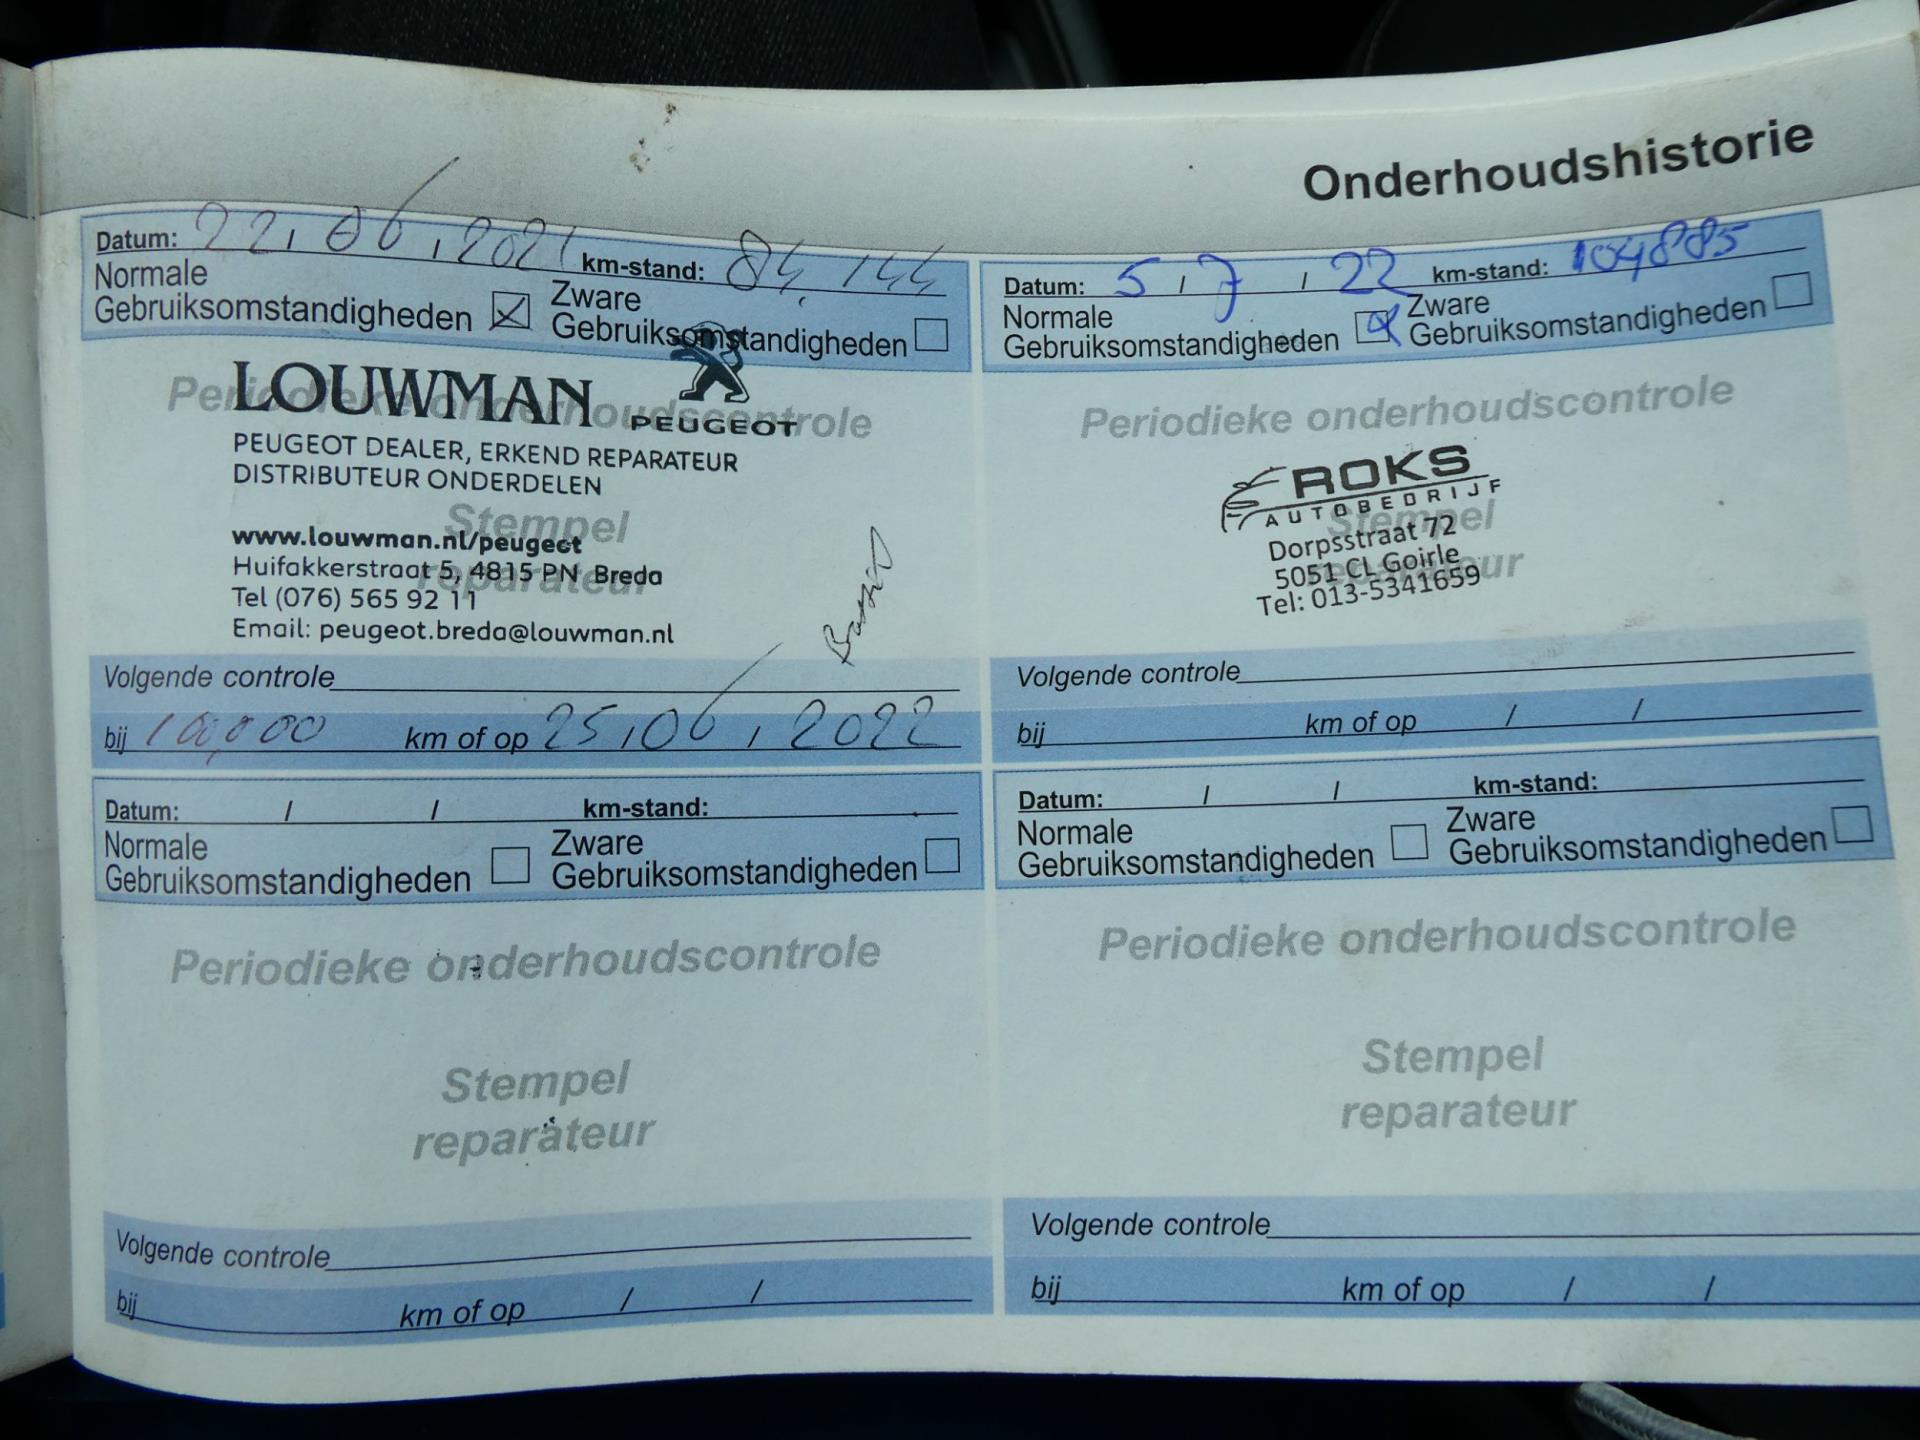 Onderhoudshistorie
Datum: 22, 06, 2021 km-stand: 84.144
Normale
Gebruiksomstandigheden
Zware
Gebruiksomstandigheden
Periodieke onderhoudscontrole
LOUWMAN
PEUGEOT
PEUGEOT DEALER, ERKEND REPARATEUR
DISTRIBUTEUR ONDERDELEN
Stempel
reparateur
www.louwman.nl/peugeot
Huifakkerstraat 5, 4815 PN Breda
Tel (076) 565 92 11
Email: peugeot.breda@louwman.nl
Volgende controle
bij 100,000 km of op 25, 06, 2022
Datum: 5 / 7 / 22 km-stand: 104885
Normale
Gebruiksomstandigheden
Zware
Gebruiksomstandigheden
Periodieke onderhoudscontrole
ROKS
AUTOBEDRIJF
Stempel
reparateur
Dorpsstraat 72
5051 CL Goirle
Tel: 013-5341659
Volgende controle
bij km of op / /
Datum: / / km-stand:
Normale
Gebruiksomstandigheden
Zware
Gebruiksomstandigheden
Periodieke onderhoudscontrole
Stempel
reparateur
Volgende controle
bij km of op / /
Datum: / / km-stand:
Normale
Gebruiksomstandigheden
Zware
Gebruiksomstandigheden
Periodieke onderhoudscontrole
Stempel
reparateur
Volgende controle
bij km of op / /